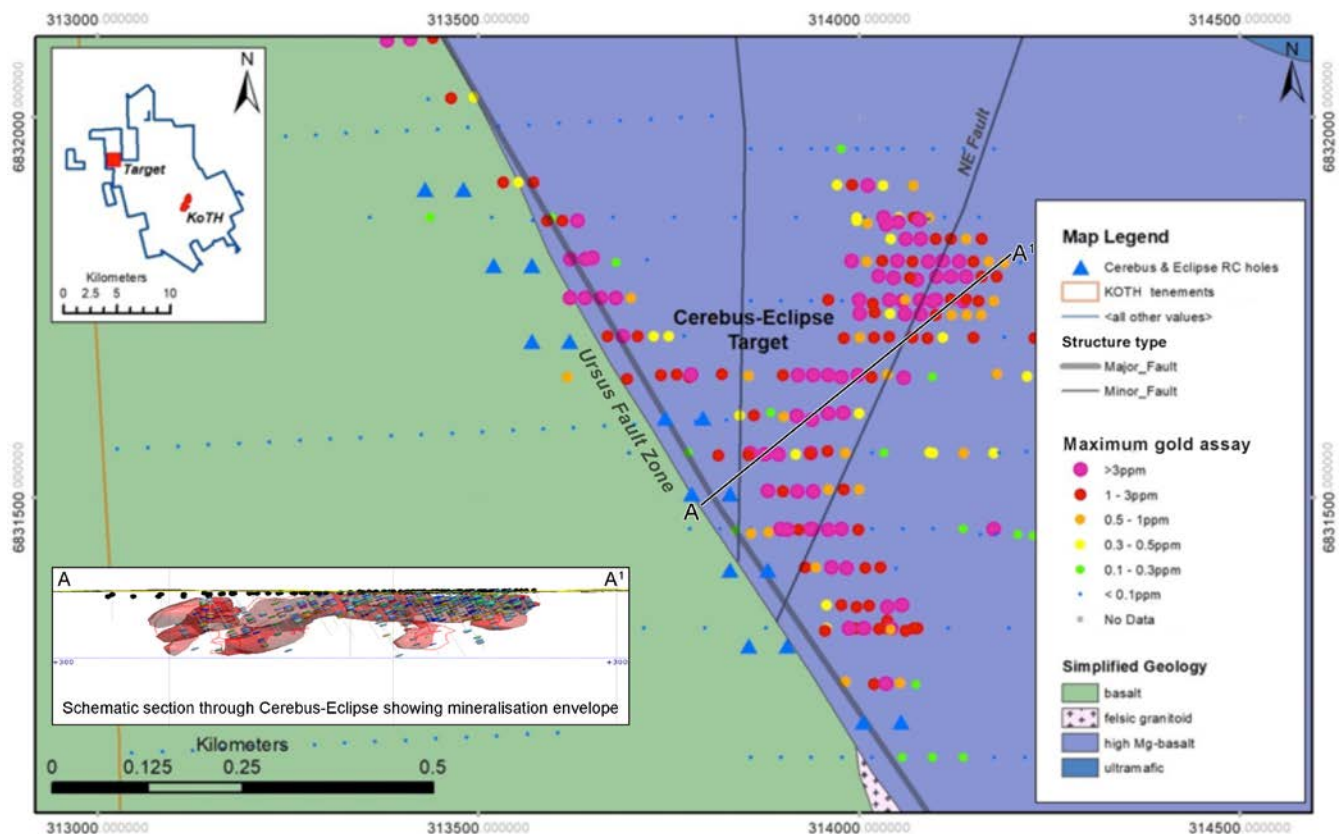 313000.000000 313500.000000 314000.000000 314500.000000
N
Target
KoTH
Kilometers
0 2.5 5 10
N
6832000.000000
6832000.000000
NE Fault
A¹
Cerebus-Eclipse
Target
Ursus Fault Zone
A
6831500.000000
6831500.000000
Map Legend
Cerebus & Eclipse RC holes
KOTH tenements
<all other values>
Structure type
Major_Fault
Minor_Fault
Maximum gold assay
>3ppm
1 - 3ppm
0.5 - 1ppm
0.3 - 0.5ppm
0.1 - 0.3ppm
< 0.1ppm
No Data
Simplified Geology
basalt
felsic granitoid
high Mg-basalt
ultramafic
A A¹
+300 +300
Schematic section through Cerebus-Eclipse showing mineralisation envelope
Kilometers
0 0.125 0.25 0.5
313000.000000 313500.000000 314000.000000 314500.000000